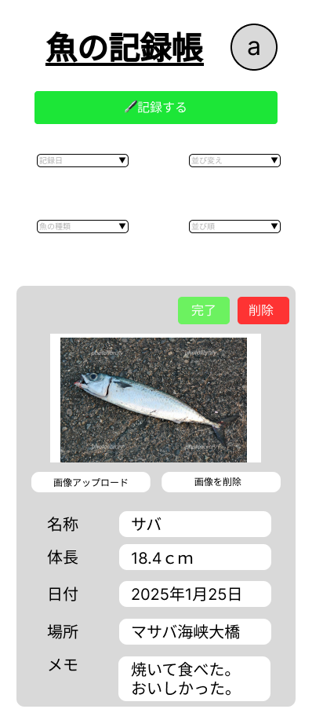 魚の記録帳
a
🖋記録する
記録日▼
並び変え▼
魚の種類▼
並び順▼
完了
削除
画像アップロード
画像を削除
名称
サバ
体長
18.4ｃｍ
日付
2025年1月25日
場所
マサバ海峡大橋
メモ
焼いて食べた。
おいしかった。